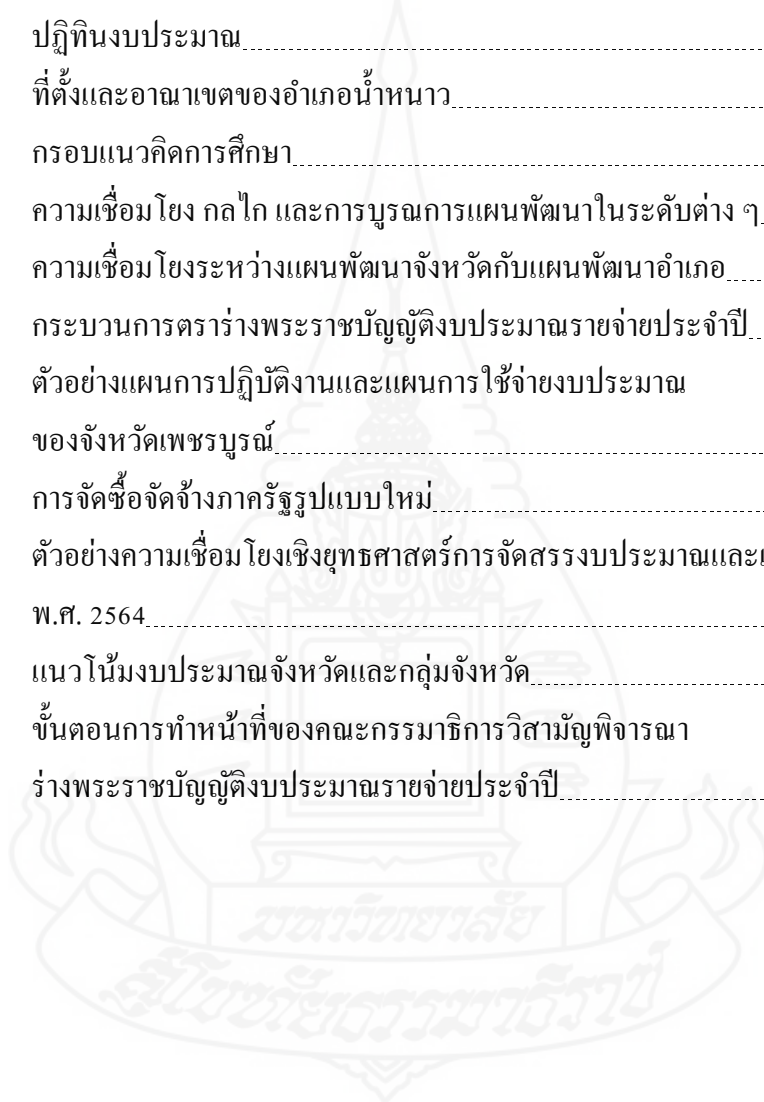 ปฏิทินงบประมาณ
ที่ตั้งและอาณาเขตของอำเภอน้ำหนาว
กรอบแนวคิดการศึกษา
ความเชื่อมโยง กลไก และการบูรณการแผนพัฒนาในระดับต่าง ๆ
ความเชื่อมโยงระหว่างแผนพัฒนาจังหวัดกับแผนพัฒนาอำเภอ
กระบวนการตราร่างพระราชบัญญัติงบประมาณรายจ่ายประจำปี
ตัวอย่างแผนการปฏิบัติงานและแผนการใช้จ่ายงบประมาณ
ของจังหวัดเพชรบูรณ์
การจัดซื้อจัดจ้างภาครัฐรูปแบบใหม่
ตัวอย่างความเชื่อมโยงเชิงยุทธศาสตร์การจัดสรรงบประมาณและ
พ.ศ. 2564
แนวโน้มงบประมาณจังหวัดและกลุ่มจังหวัด
ขั้นตอนการทำหน้าที่ของคณะกรรมาธิการวิสามัญพิจารณา
ร่างพระราชบัญญัติงบประมาณรายจ่ายประจำปี
มหาวิทยาลัย
สุโขทัยธรรมาธิราช